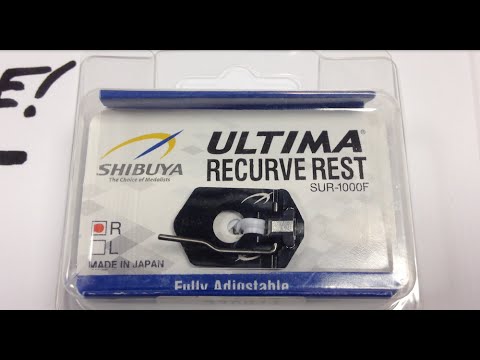 E!
ULTIMA®
SHIBUYA
The Choice of Medalists
RECURVE REST
SUR-1000F
R
L
MADE IN JAPAN
Fully Adjustable